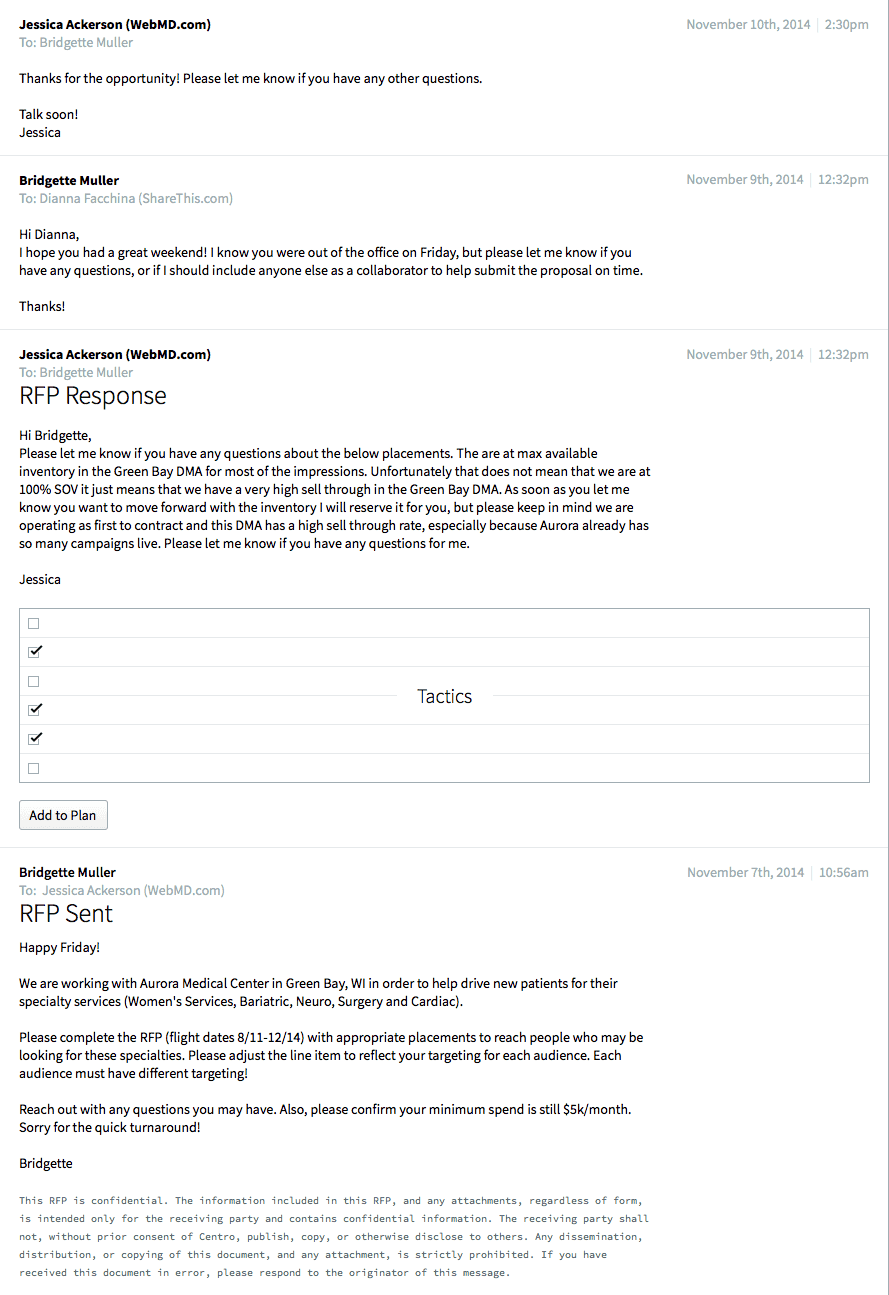 Jessica Ackerson (WebMD.com) November 10th, 2014 | 2:30pm
To: Bridgette Muller
Thanks for the opportunity! Please let me know if you have any other questions.
Talk soon!
Jessica
Bridgette Muller November 9th, 2014 | 12:32pm
To: Dianna Facchina (ShareThis.com)
Hi Dianna,
I hope you had a great weekend! I know you were out of the office on Friday, but please let me know if you
have any questions, or if I should include anyone else as a collaborator to help submit the proposal on time.
Thanks!
Jessica Ackerson (WebMD.com) November 9th, 2014 | 12:32pm
To: Bridgette Muller
RFP Response
Hi Bridgette,
Please let me know if you have any questions about the below placements. The are at max available
inventory in the Green Bay DMA for most of the impressions. Unfortunately that does not mean that we are at
100% SOV it just means that we have a very high sell through in the Green Bay DMA. As soon as you let me
know you want to move forward with the inventory I will reserve it for you, but please keep in mind we are
operating as first to contract and this DMA has a high sell through rate, especially because Aurora already has
so many campaigns live. Please let me know if you have any questions for me.
Jessica
Tactics
Add to Plan
Bridgette Muller November 7th, 2014 | 10:56am
To: Jessica Ackerson (WebMD.com)
RFP Sent
Happy Friday!
We are working with Aurora Medical Center in Green Bay, WI in order to help drive new patients for their
specialty services (Women's Services, Bariatric, Neuro, Surgery and Cardiac).
Please complete the RFP (flight dates 8/11-12/14) with appropriate placements to reach people who may be
looking for these specialties. Please adjust the line item to reflect your targeting for each audience. Each
audience must have different targeting!
Reach out with any questions you may have. Also, please confirm your minimum spend is still $5k/month.
Sorry for the quick turnaround!
Bridgette
This RFP is confidential. The information included in this RFP, and any attachments, regardless of form,
is intended only for the receiving party and contains confidential information. The receiving party shall
not, without prior consent of Centro, publish, copy, or otherwise disclose to others. Any dissemination,
distribution, or copying of this document, and any attachment, is strictly prohibited. If you have
received this document in error, please respond to the originator of this message.